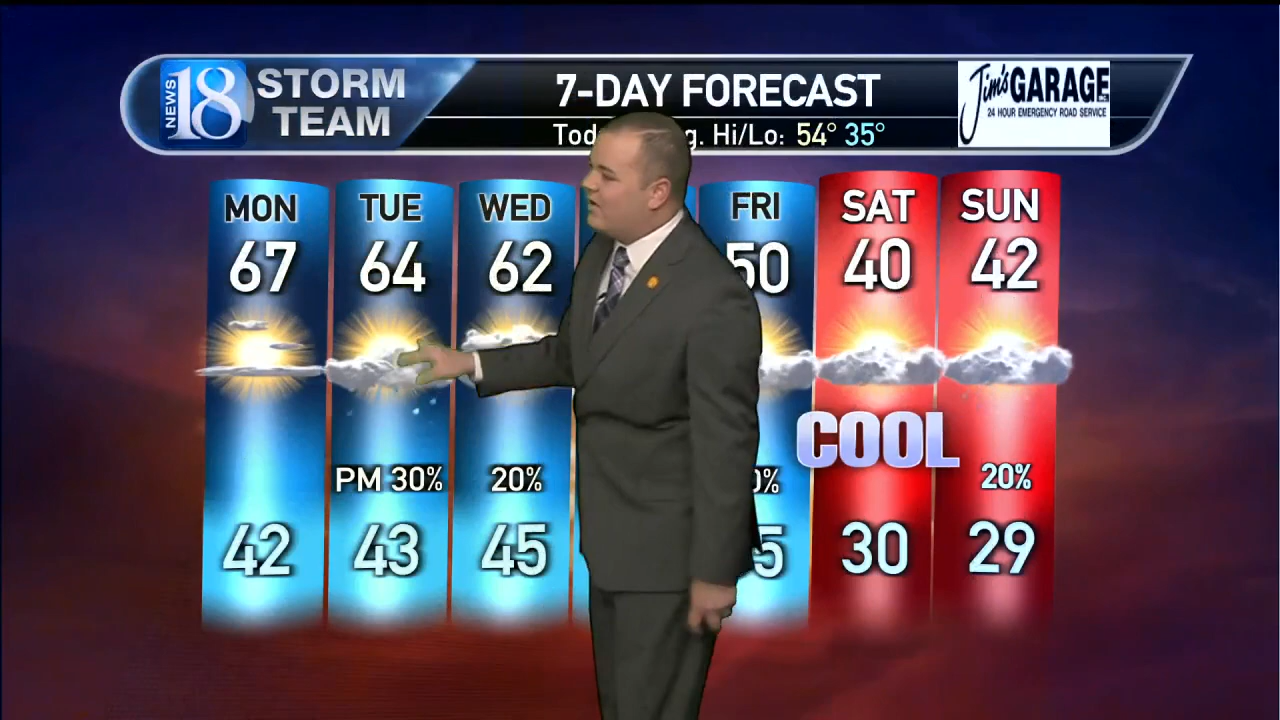 NEWS 18 STORM TEAM
7-DAY FORECAST
Hi/Lo: 54° 35°
Jim's GARAGE INC.
24 HOUR EMERGENCY ROAD SERVICE
MON TUE WED FRI SAT SUN
67 64 62 50 40 42
COOL
PM 30% 20% 20%
42 43 45 30 29